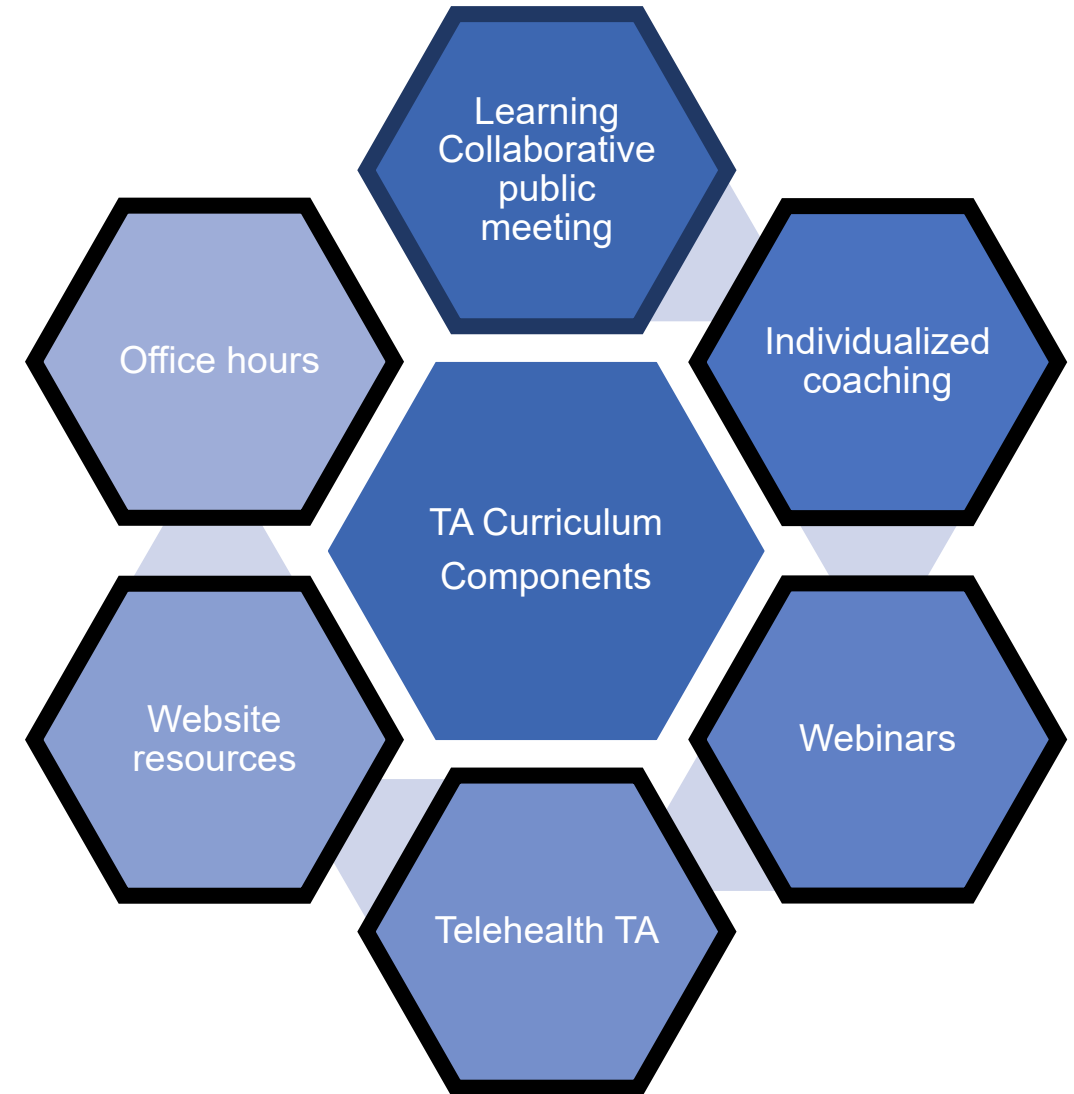 Learning
Collaborative
public
meeting
Individualized
coaching
Office hours
TA Curriculum
Components
Website
resources
Webinars
Telehealth TA